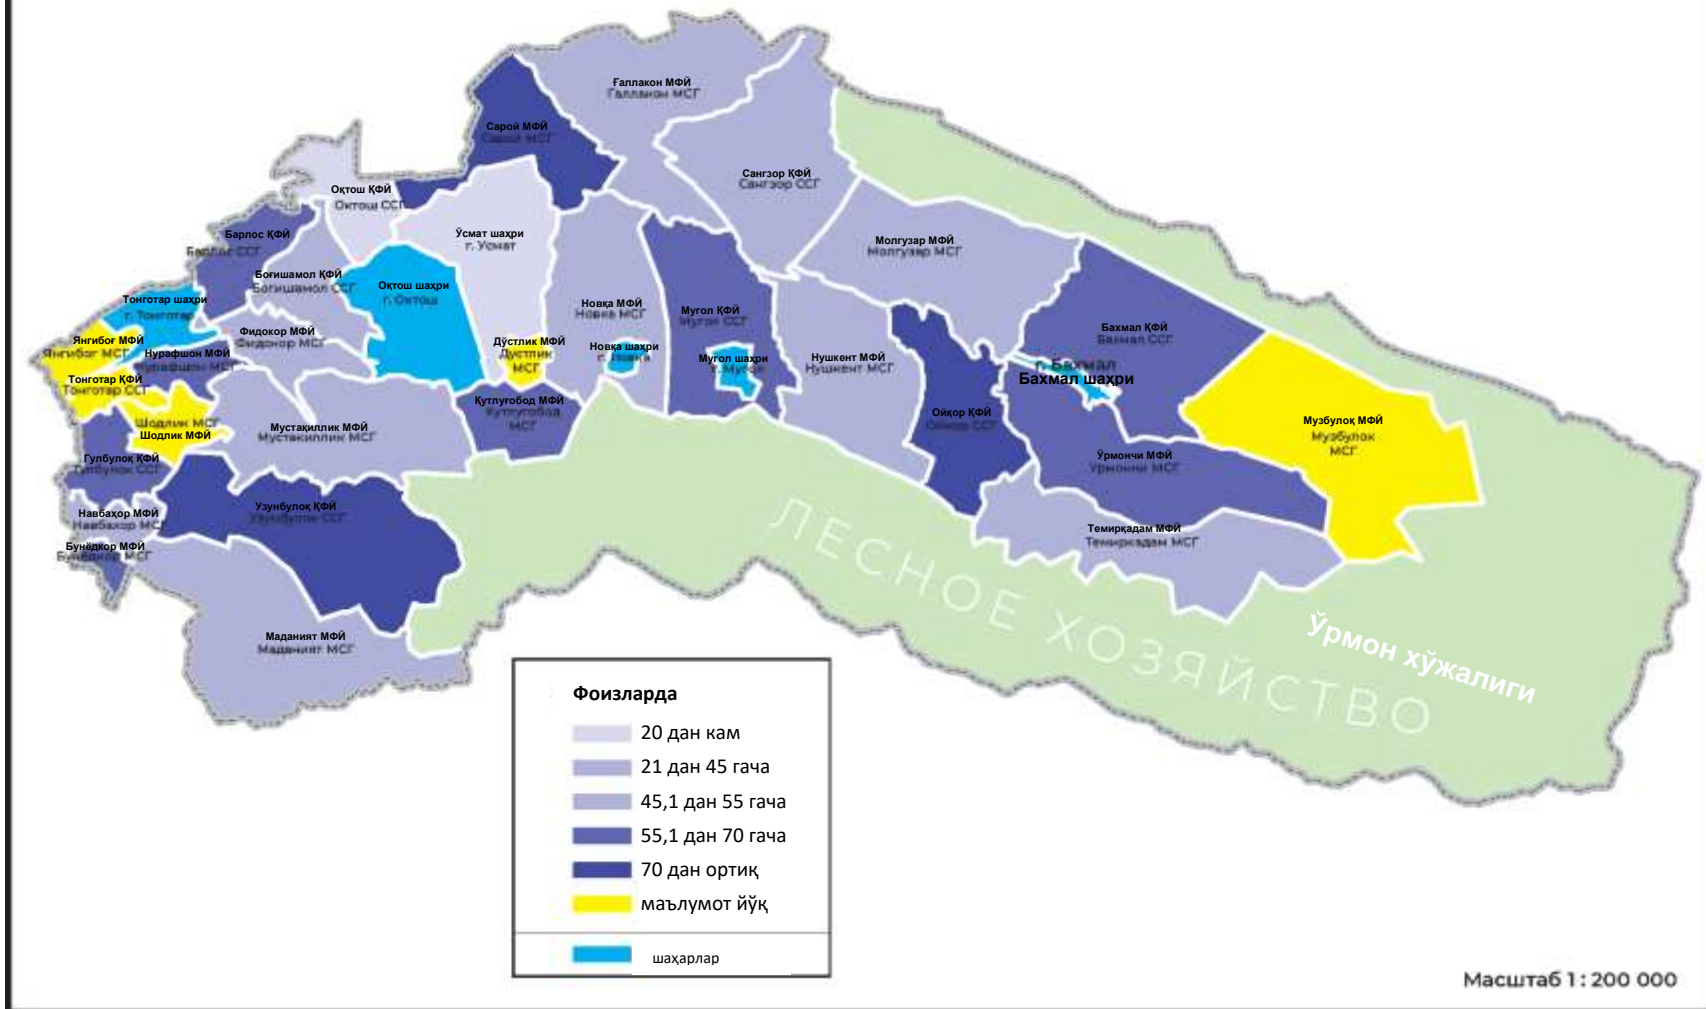 Ғаллакон МФЙ
Галлакон МСГ
Сарой МФЙ
Сарой МСГ
Сангзор ҚФЙ
Сангзор ССГ
Оқтош ҚФЙ
Октош ССГ
Ўсмат шаҳри
г. Усмат
Барлос ҚФЙ
Барлос ССГ
Молгузар МФЙ
Молгузар МСГ
Боғишамол ҚФЙ
Богишамол ССГ
Оқтош шаҳри
г. Октош
Тонготар шаҳри
г. Тонготар
Новқа МФЙ
Новка МСГ
Мугол ҚФЙ
Мугол ССГ
Бахмал ҚФЙ
Бахмал ССГ
Фидокор МФЙ
Фидокор МСГ
Янгибоғ МФЙ
Янгибог МСГ
Нурафшон МФЙ
Нурафшон МСГ
Дўстлик МФЙ
Дустлик
МСГ
Новқа шаҳри
г. Новка
Мугол шаҳри
г. Мугол
Нушкент МФЙ
Нушкент МСГ
г. Бахмал
Бахмал шаҳри
Тонготар ҚФЙ
Тонготар ССГ
Қутлуғобод МФЙ
Кутлугобод
МСГ
Ойқор ҚФЙ
Ойкор ССГ
Музбулоқ МФЙ
Музбулок
МСГ
Шодлик МСГ
Шодлик МФЙ
Мустақиллик МФЙ
Мустакиллик МСГ
Гулбулоқ ҚФЙ
Гулбулок ССГ
Ўрмончи МФЙ
Урмончи МСГ
Узунбулоқ ҚФЙ
Узунбулок ССГ
Навбаҳор МФЙ
Навбахор МСГ
Темирқадам МФЙ
Темиркадам МСГ
Бунёдкор МФЙ
Бунёдкор МСГ
ЛЕСНОЕ ХОЗЯЙСТВО
Ўрмон хўжалиги
Маданият МФЙ
Маданият МСГ
Фоизларда
20 дан кам
21 дан 45 гача
45,1 дан 55 гача
55,1 дан 70 гача
70 дан ортиқ
маълумот йўқ
шаҳарлар
Масштаб 1 : 200 000